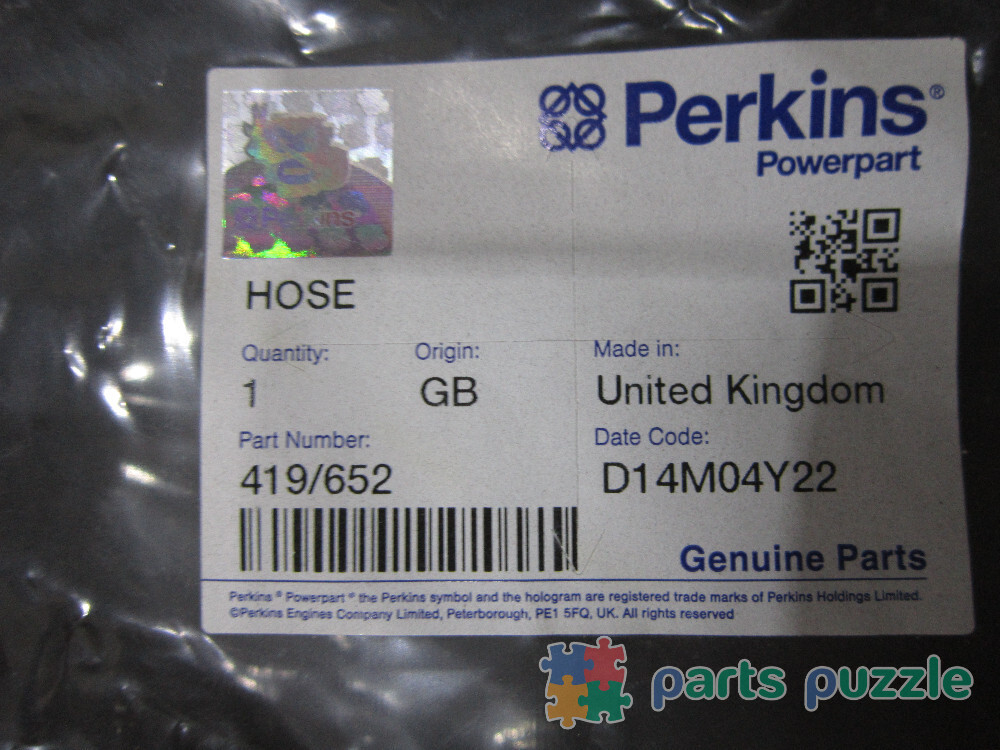 Perkins®
Powerpart
HOSE
Quantity: Origin: Made in:
1 GB United Kingdom
Part Number: Date Code:
419/652 D14M04Y22
Genuine Parts
Perkins ® Powerpart ® the Perkins symbol and the hologram are registered trade marks of Perkins Holdings Limited.
©Perkins Engines Company Limited, Peterborough, PE1 5FQ, UK. All rights reserved
parts puzzle